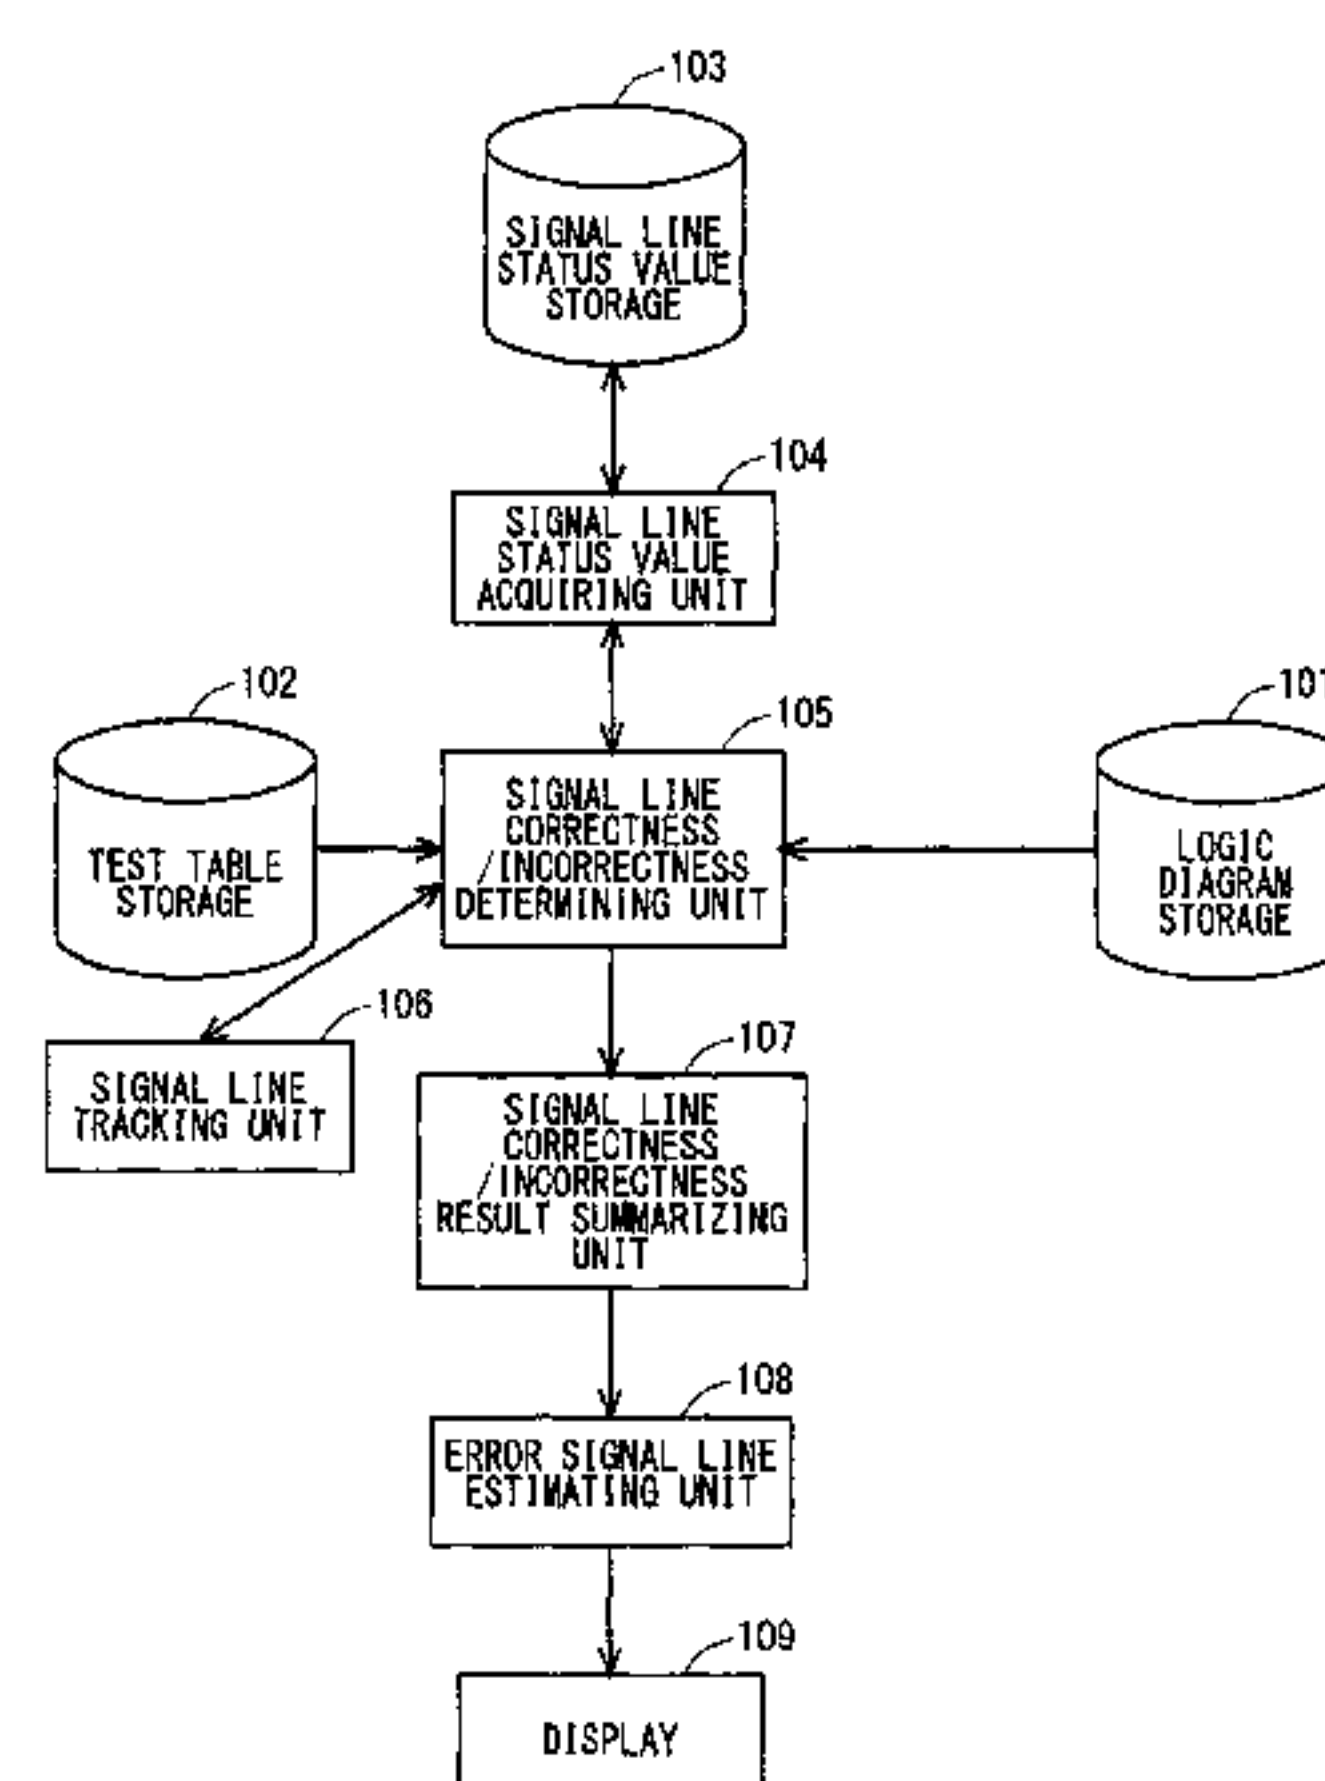 103
SIGNAL LINE
STATUS VALUE
STORAGE
104
SIGNAL LINE
STATUS VALUE
ACQUIRING UNIT
102
TEST TABLE
STORAGE
105
SIGNAL LINE
CORRECTNESS
/INCORRECTNESS
DETERMINING UNIT
101
LOGIC
DIAGRAM
STORAGE
106
SIGNAL LINE
TRACKING UNIT
107
SIGNAL LINE
CORRECTNESS
/INCORRECTNESS
RESULT SUMMARIZING
UNIT
108
ERROR SIGNAL LINE
ESTIMATING UNIT
109
DISPLAY